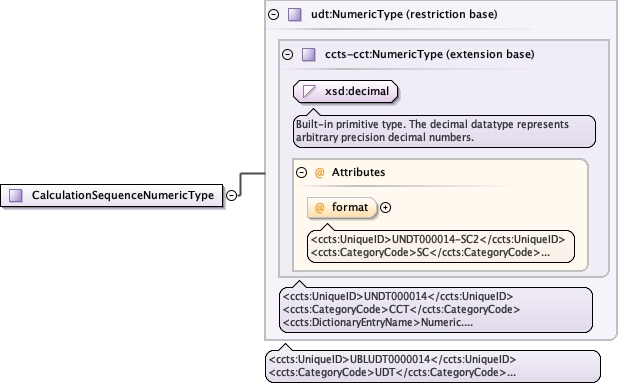 udt:NumericType (restriction base)
ccts-cct:NumericType (extension base)
xsd:decimal
Built-in primitive type. The decimal datatype represents
arbitrary precision decimal numbers.
@ Attributes
@ format
<ccts:UniqueID>UNDT000014-SC2</ccts:UniqueID>
<ccts:CategoryCode>SC</ccts:CategoryCode>...
CalculationSequenceNumericType
<ccts:UniqueID>UNDT000014</ccts:UniqueID>
<ccts:CategoryCode>CCT</ccts:CategoryCode>
<ccts:DictionaryEntryName>Numeric....
<ccts:UniqueID>UBLUDT0000014</ccts:UniqueID>
<ccts:CategoryCode>UDT</ccts:CategoryCode>...